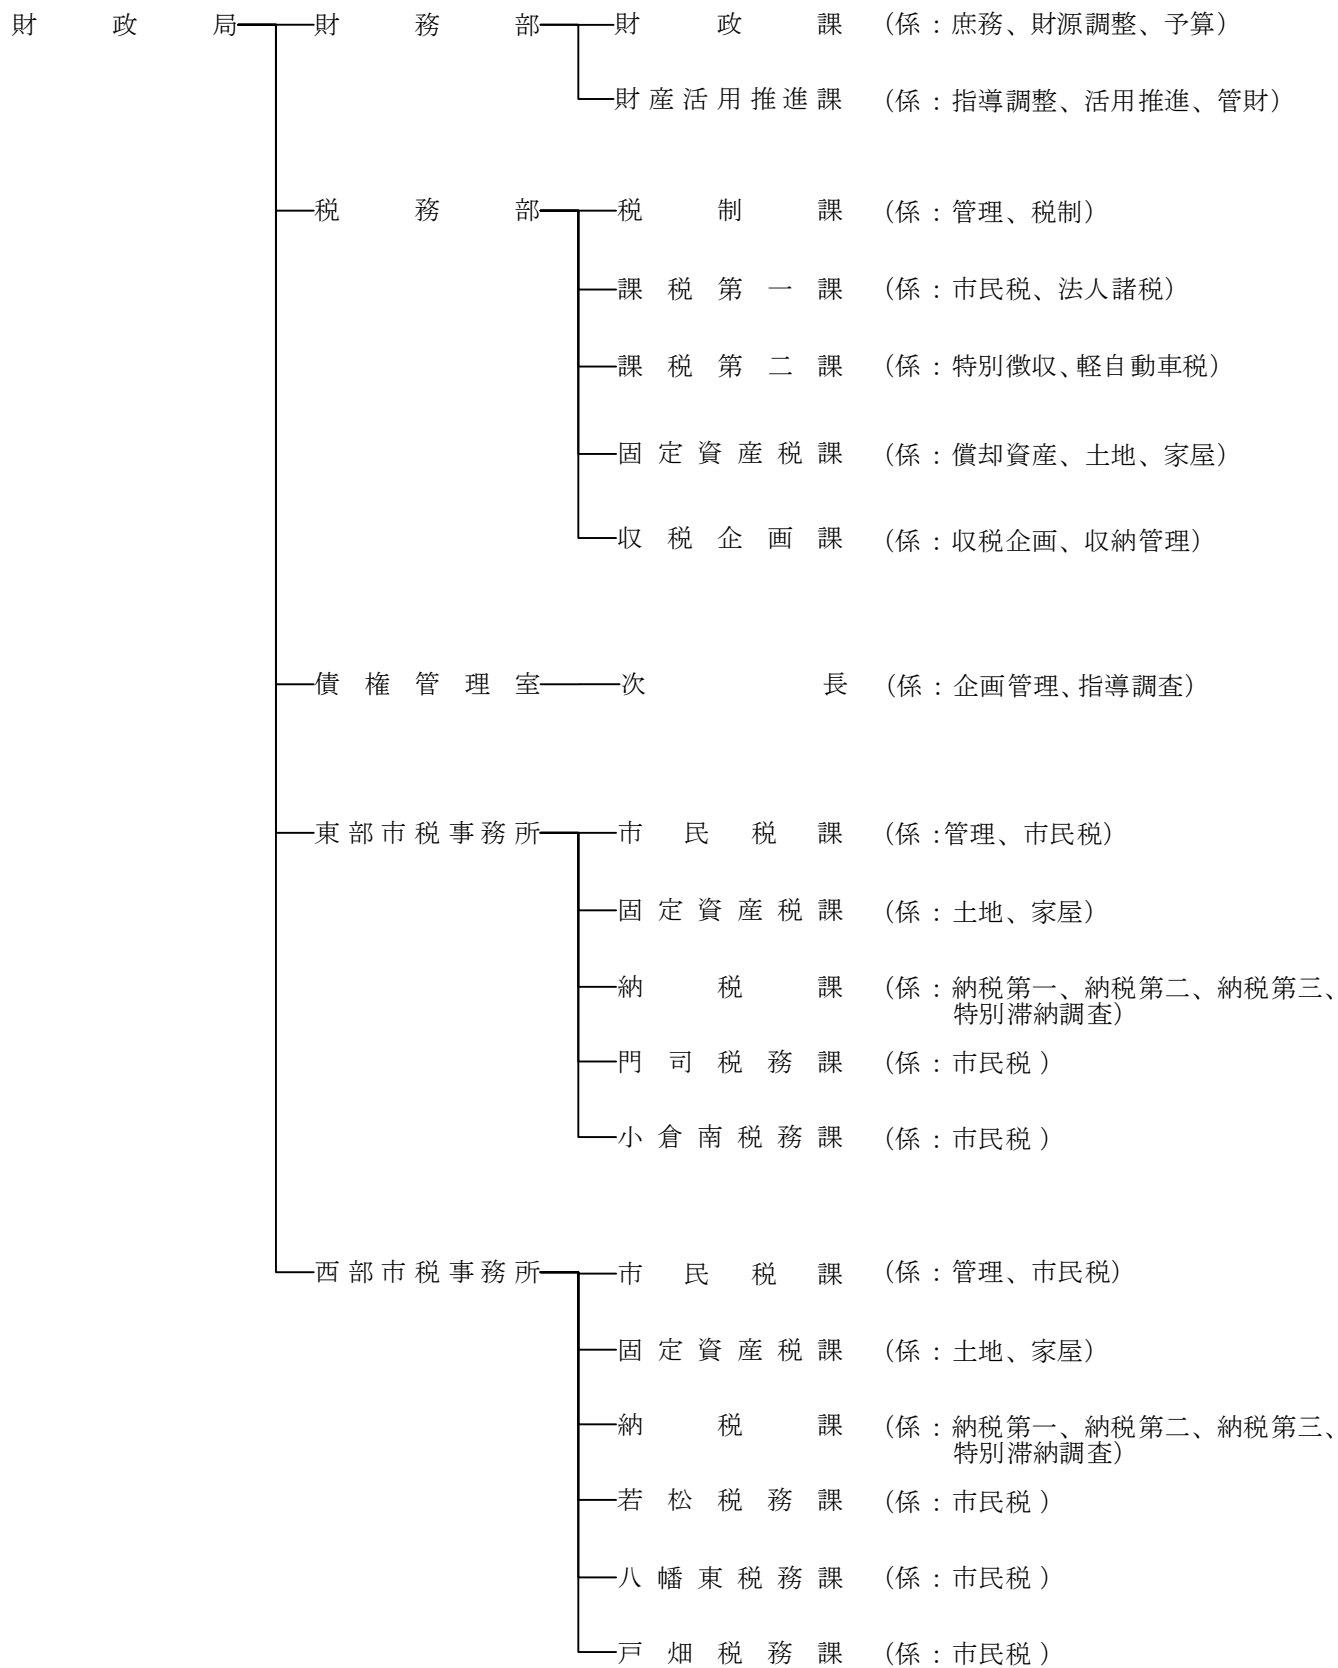 財政局 財務部 財政課 (係：庶務、財源調整、予算)
財産活用推進課 (係：指導調整、活用推進、管財)
税務部 税制課 (係：管理、税制)
課税第一課 (係：市民税、法人諸税)
課税第二課 (係：特別徴収、軽自動車税)
固定資産税課 (係：償却資産、土地、家屋)
収税企画課 (係：収税企画、収納管理)
債権管理室 次長 (係：企画管理、指導調査)
東部市税事務所 市民税課 (係：管理、市民税)
固定資産税課 (係：土地、家屋)
納税課 (係：納税第一、納税第二、納税第三、
特別滞納調査)
門司税務課 (係：市民税)
小倉南税務課 (係：市民税)
西部市税事務所 市民税課 (係：管理、市民税)
固定資産税課 (係：土地、家屋)
納税課 (係：納税第一、納税第二、納税第三、
特別滞納調査)
若松税務課 (係：市民税)
八幡東税務課 (係：市民税)
戸畑税務課 (係：市民税)